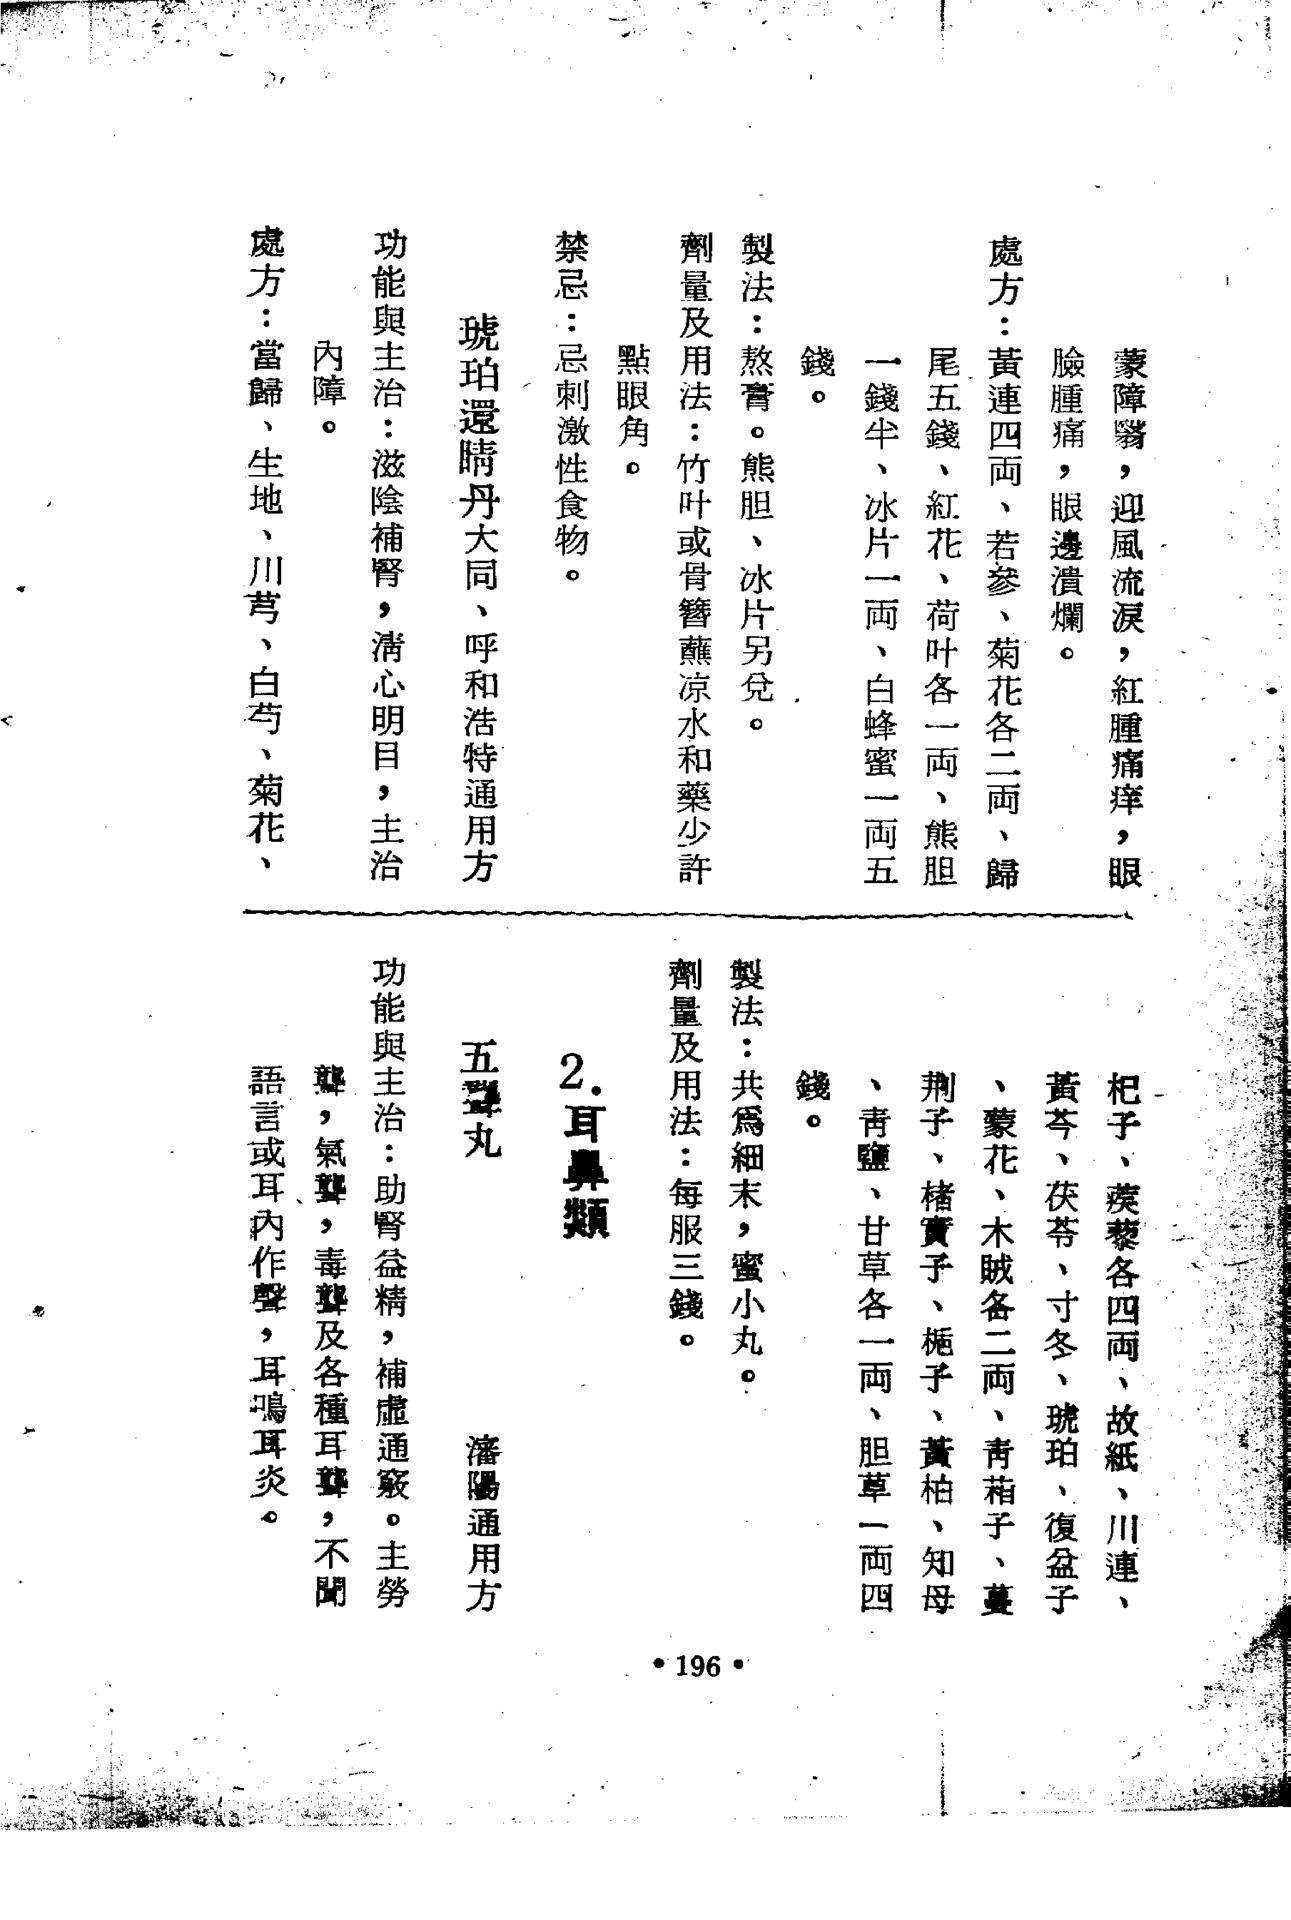 蒙障翳，迎風流淚，紅腫痛痒，眼
臉腫痛，眼邊潰爛。
處方：黃連四両、若參、菊花各二両、歸
尾五錢、紅花、荷叶各一両、熊胆
一錢半、冰片一両、白蜂蜜一両五
錢。
製法：熬膏。熊胆、冰片另兌。
劑量及用法：竹叶或骨簪蘸凉水和藥少許
點眼角。
禁忌：忌刺激性食物。
琥珀還睛丹大同、呼和浩特通用方
功能與主治：滋陰補腎，清心明目，主治
內障。
處方：當歸、生地、川芎、白芍、菊花、
杞子、蒺藜各四両、故紙、川連、
黃芩、茯苓、寸冬、琥珀、復盆子
、蒙花、木賊各二両、青葙子、蔓
荆子、楮實子、梔子、黃柏、知母
、青鹽、甘草各一両、胆草一両四
錢。
製法：共爲細末，蜜小丸。
劑量及用法：每服三錢。
2.耳鼻類
五聾丸 瀋陽通用方
功能與主治：助腎益精，補虛通竅。主勞
聾，氣聾，毒聾及各種耳聾，不聞
語言或耳內作聲，耳鳴耳炎。
•196•